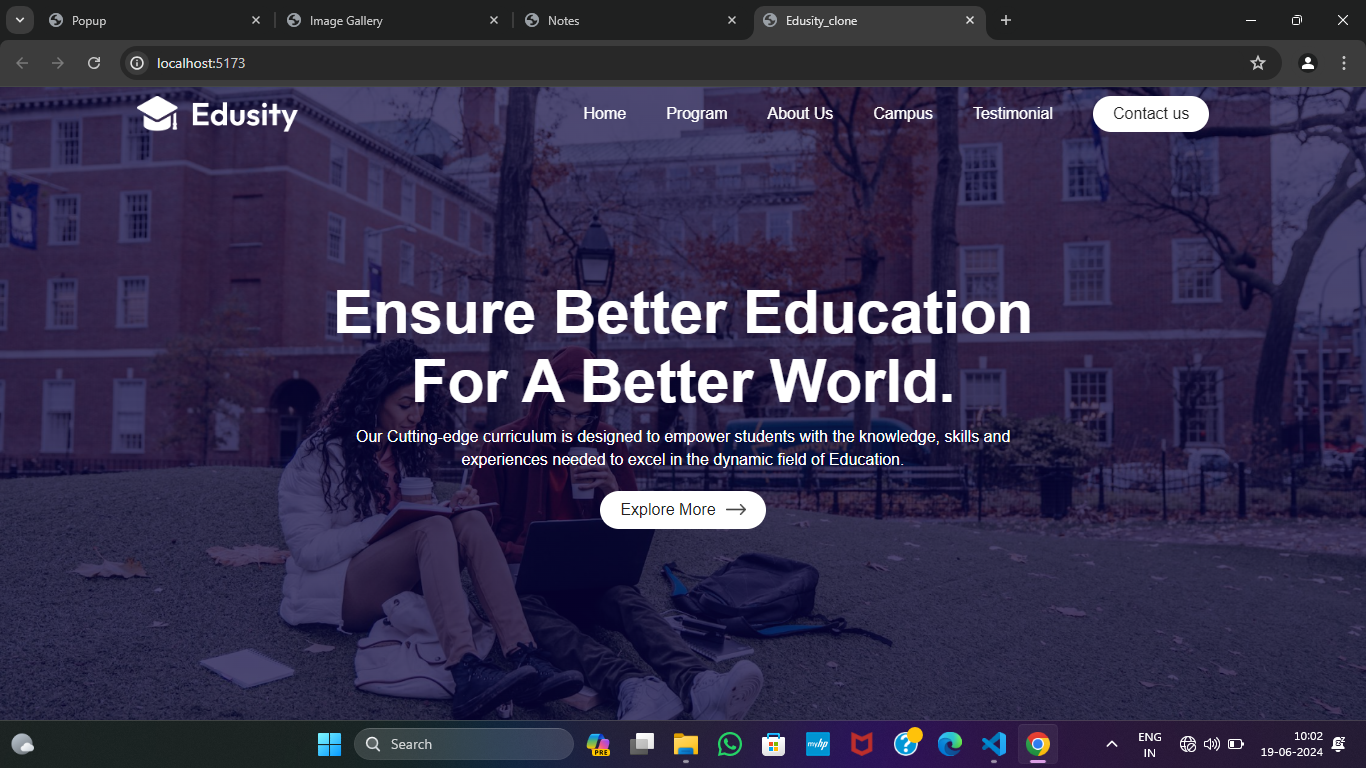 Popup
Image Gallery
Notes
Edusity_clone
localhost:5173
Edusity
Home
Program
About Us
Campus
Testimonial
Contact us
Ensure Better Education
For A Better World.
Our Cutting-edge curriculum is designed to empower students with the knowledge, skills and
experiences needed to excel in the dynamic field of Education.
Explore More
Search
PRE
myhp
ENG
IN
10:02
19-06-2024